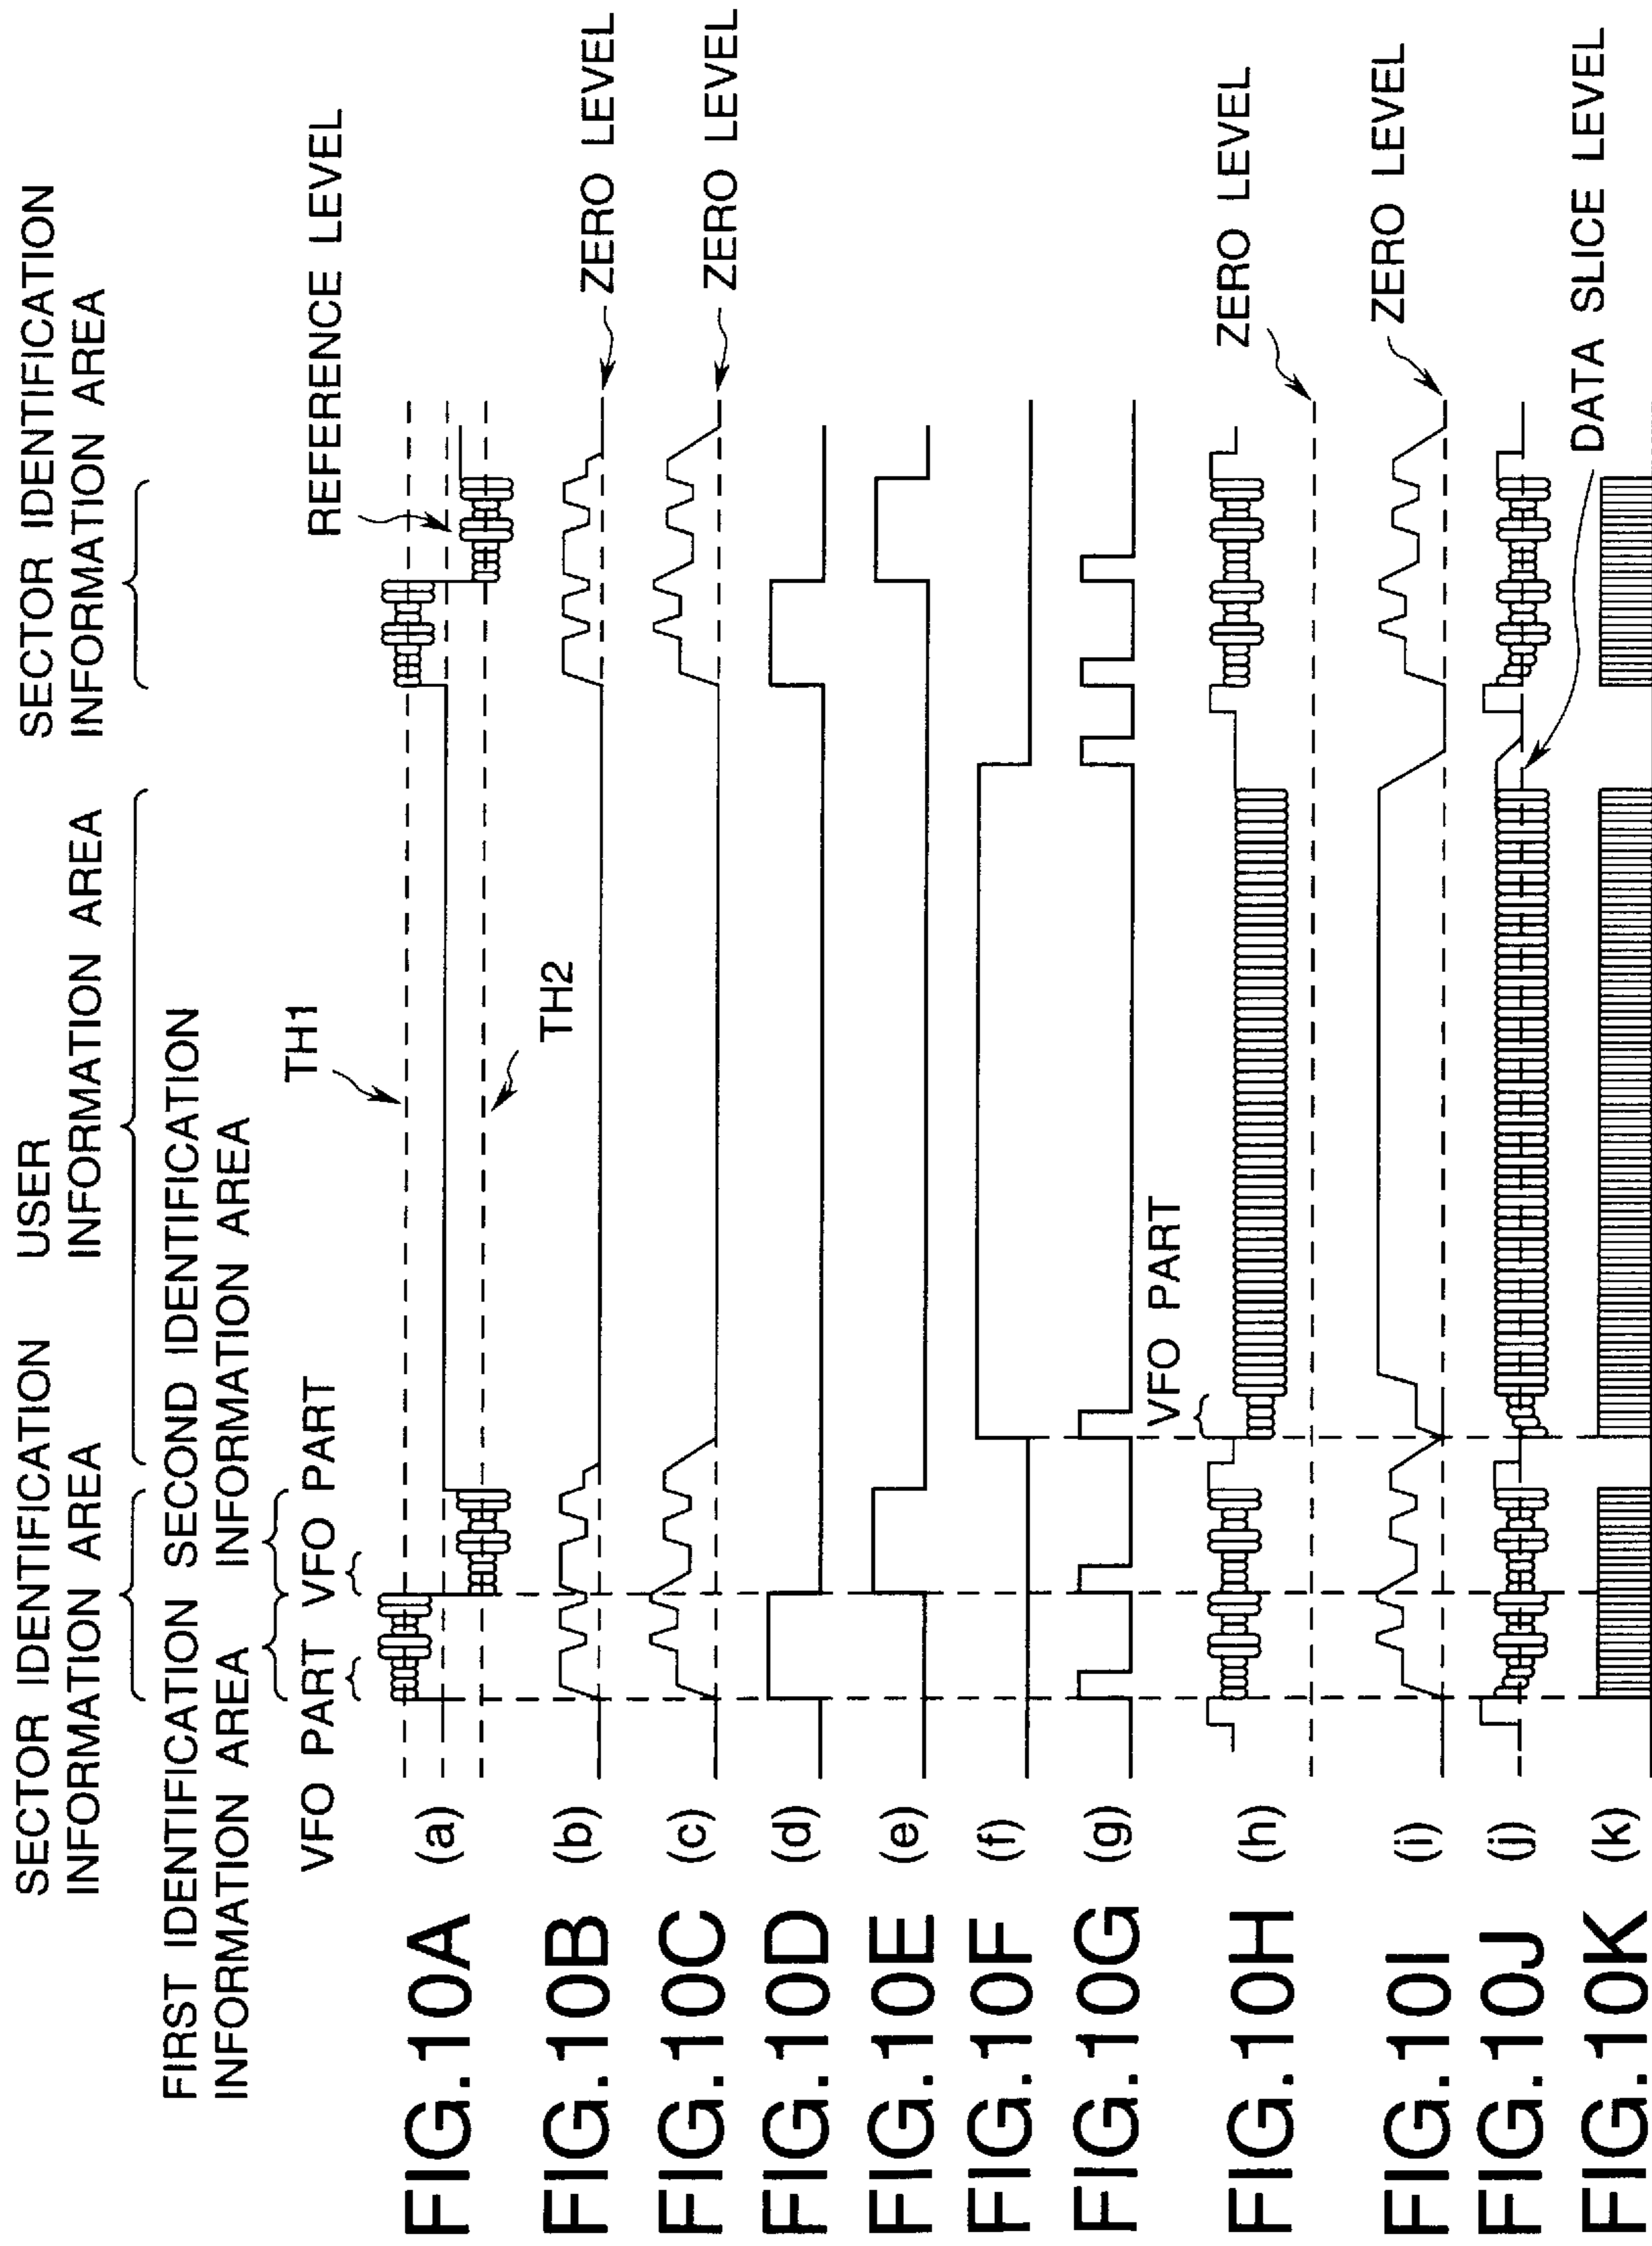 SECTOR IDENTIFICATION
INFORMATION AREA
USER
INFORMATION AREA
SECTOR IDENTIFICATION
INFORMATION AREA
FIRST IDENTIFICATION
INFORMATION AREA
SECOND IDENTIFICATION
INFORMATION AREA
VFO PART
VFO PART
TH1
TH2
REFERENCE LEVEL
FIG.10A (a)
FIG.10B (b)
ZERO LEVEL
FIG.10C (c)
ZERO LEVEL
FIG.10D (d)
FIG.10E (e)
FIG.10F (f)
FIG.10G (g)
VFO PART
FIG.10H (h)
ZERO LEVEL
FIG.10I (i)
ZERO LEVEL
FIG.10J (j)
DATA SLICE LEVEL
FIG.10K (k)